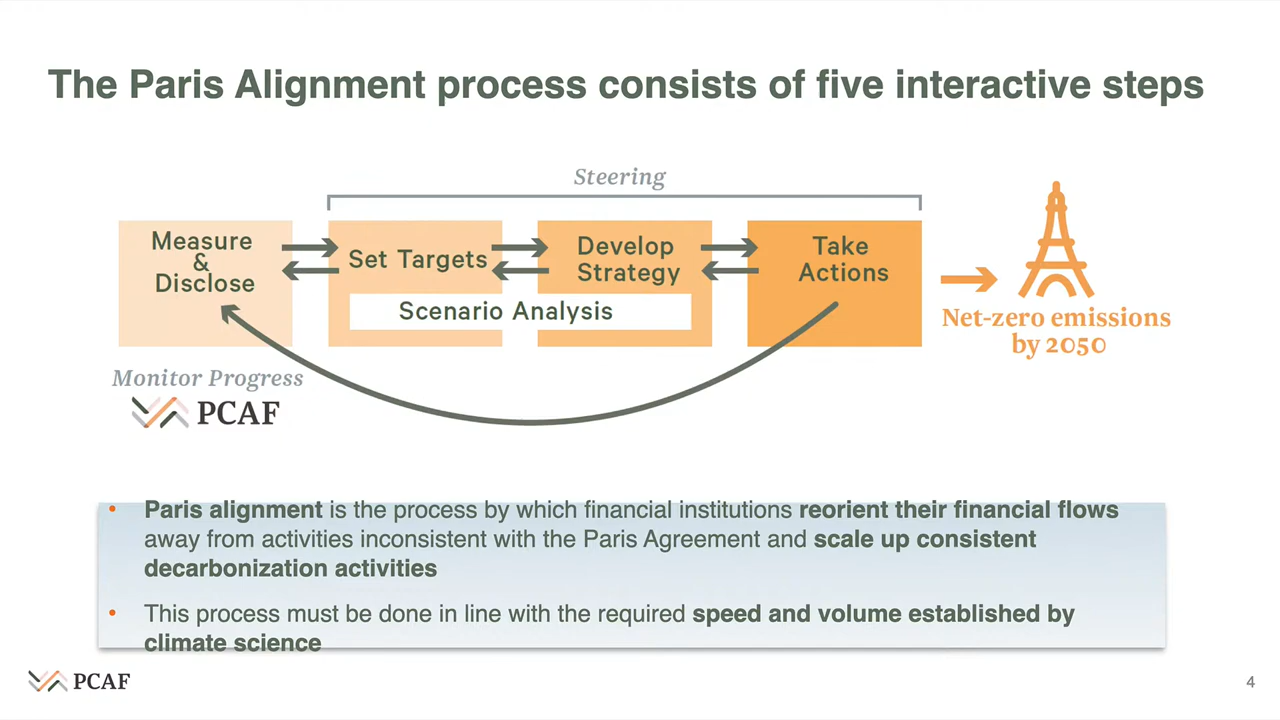 The Paris Alignment process consists of five interactive steps
Steering
Measure
&
Disclose
Set Targets
Develop
Strategy
Take
Actions
Scenario Analysis
Net-zero emissions
by 2050
Monitor Progress
PCAF
• Paris alignment is the process by which financial institutions reorient their financial flows
away from activities inconsistent with the Paris Agreement and scale up consistent
decarbonization activities
• This process must be done in line with the required speed and volume established by
climate science
PCAF
4